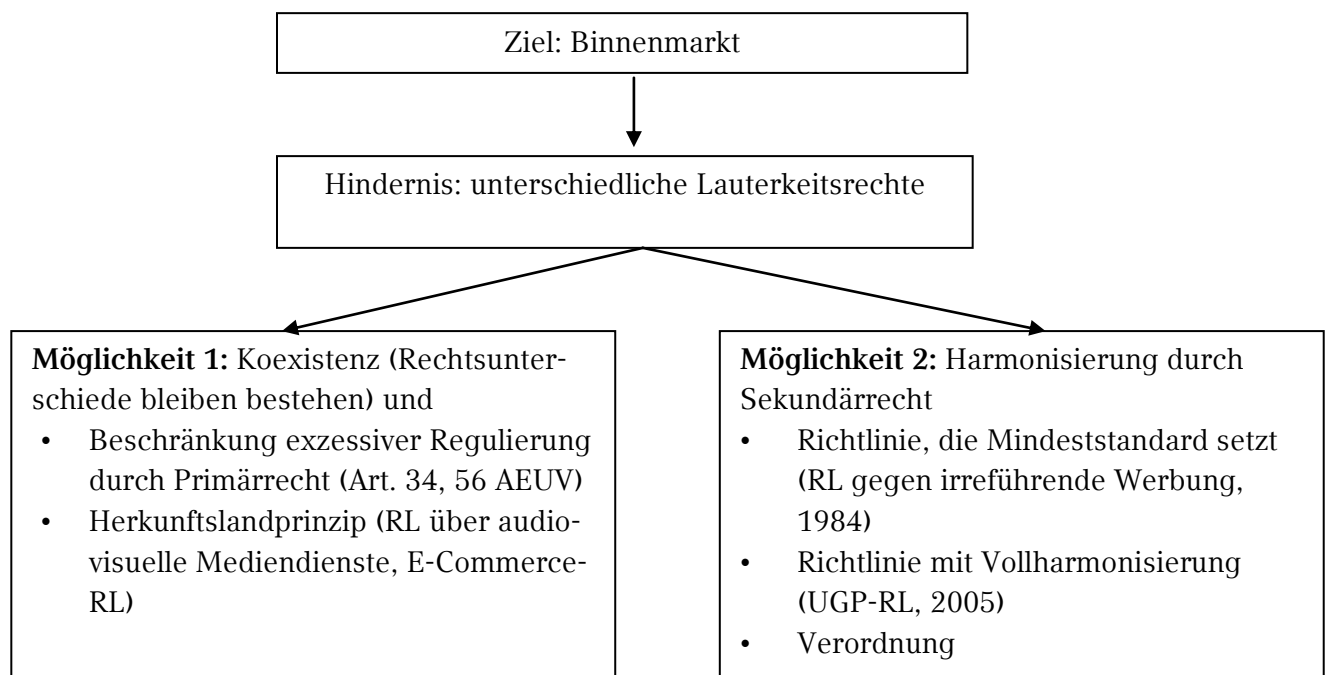 Ziel: Binnenmarkt
Hindernis: unterschiedliche Lauterkeitsrechte
Möglichkeit 1: Koexistenz (Rechtsunter-
schiede bleiben bestehen) und
• Beschränkung exzessiver Regulierung
durch Primärrecht (Art. 34, 56 AEUV)
• Herkunftslandprinzip (RL über audio-
visuelle Mediendienste, E-Commerce-
RL)
Möglichkeit 2: Harmonisierung durch
Sekundärrecht
• Richtlinie, die Mindeststandard setzt
(RL gegen irreführende Werbung,
1984)
• Richtlinie mit Vollharmonisierung
(UGP-RL, 2005)
• Verordnung